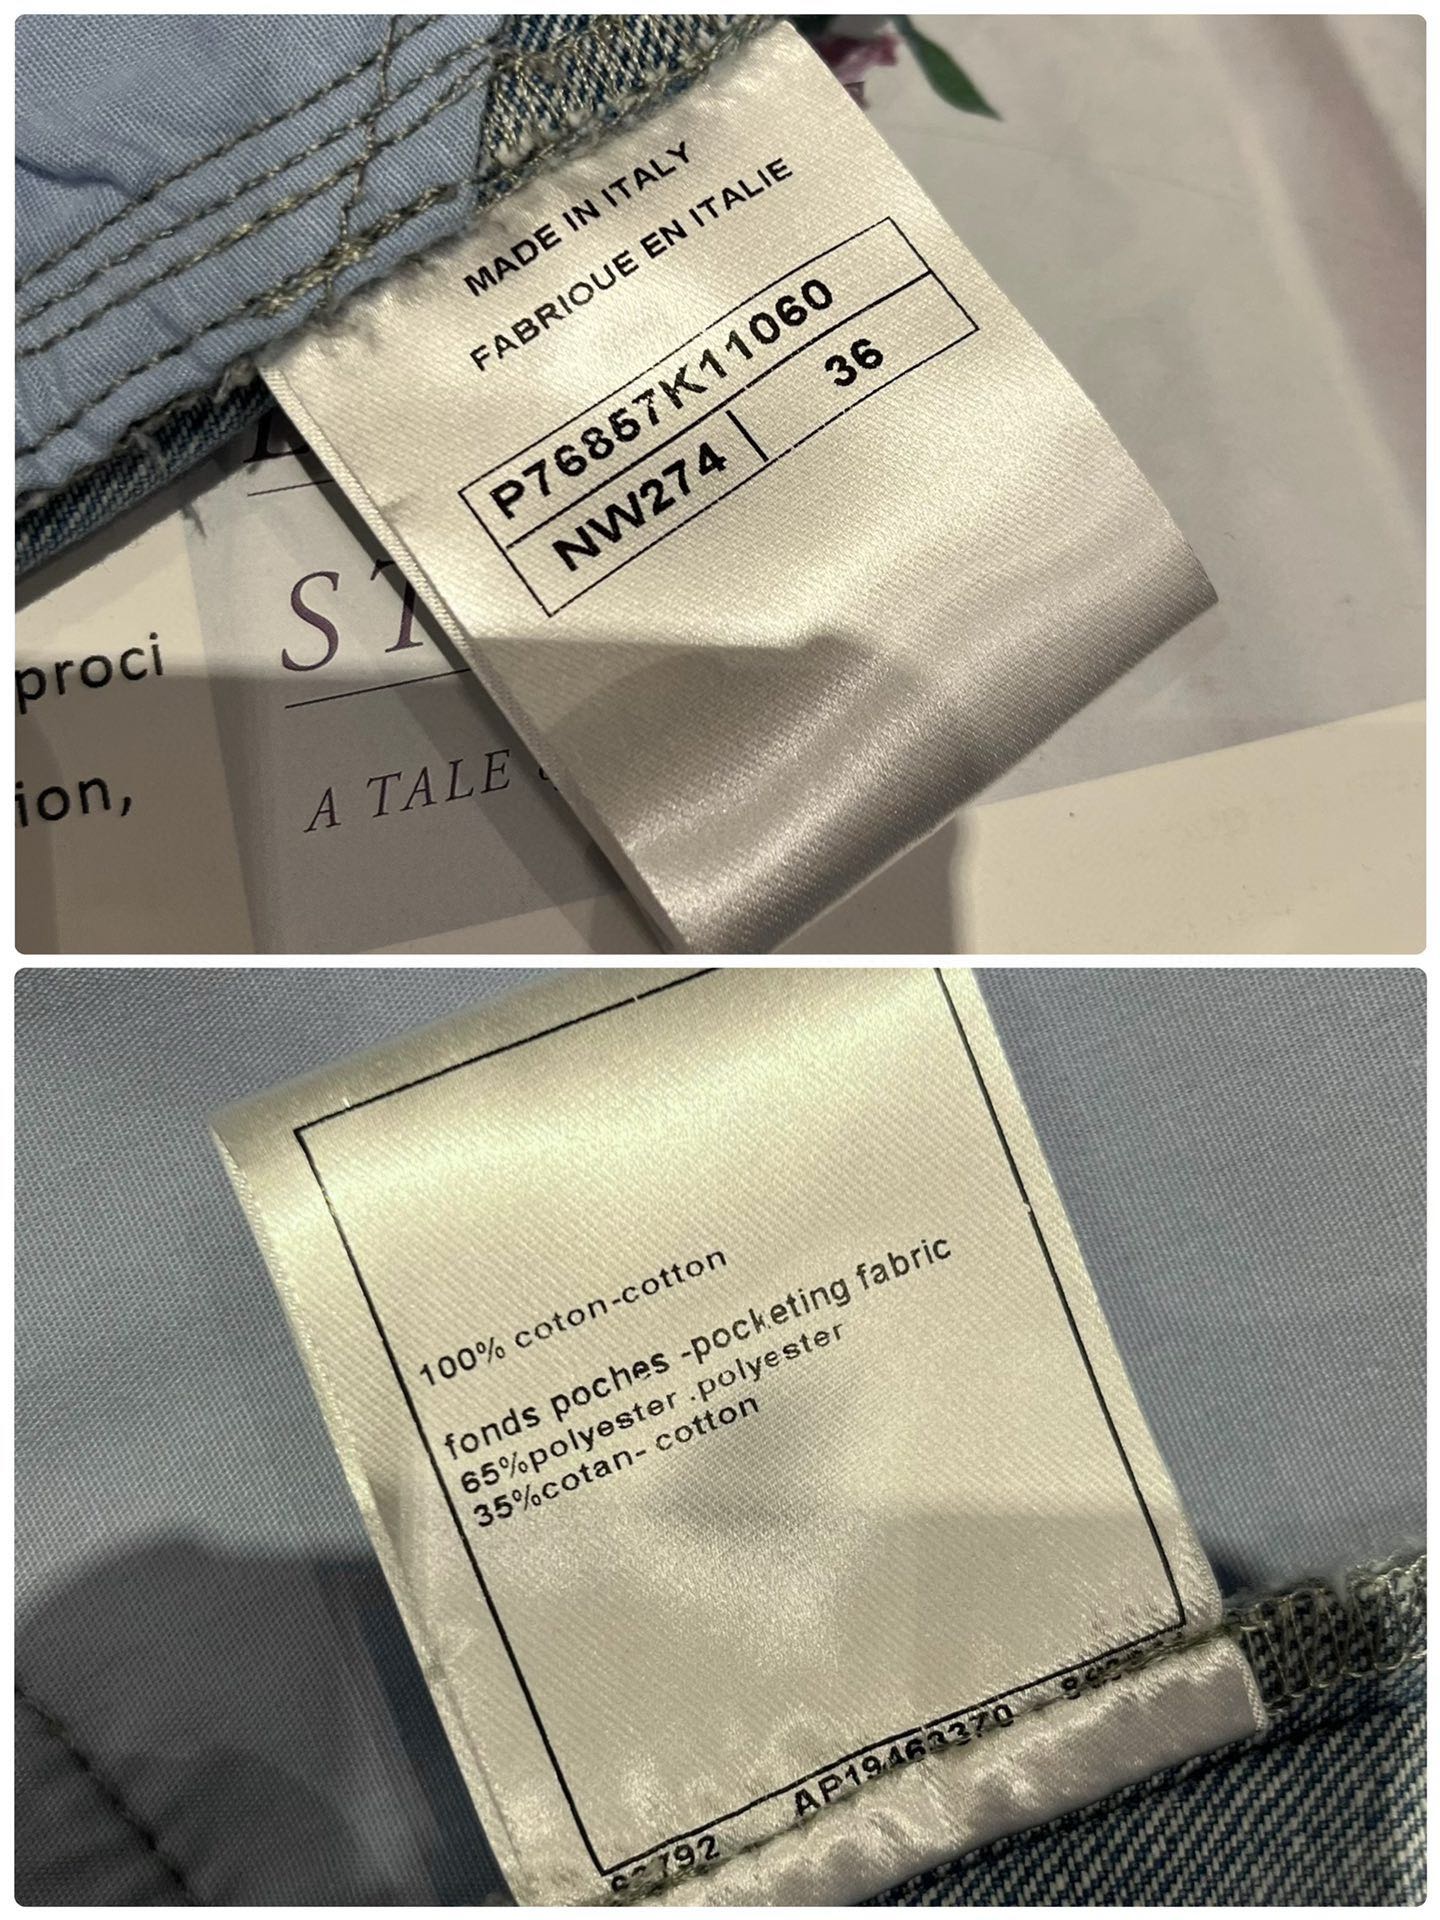 MADE IN ITALY
FABRIQUE EN ITALIE
P76857K11060
NW274 36
proci
ion,
ST
A TALE
100% coton-cotton
fonds poches -pocketing fabric
65%polyester .polyester
35%cotan- cotton
AP19463370